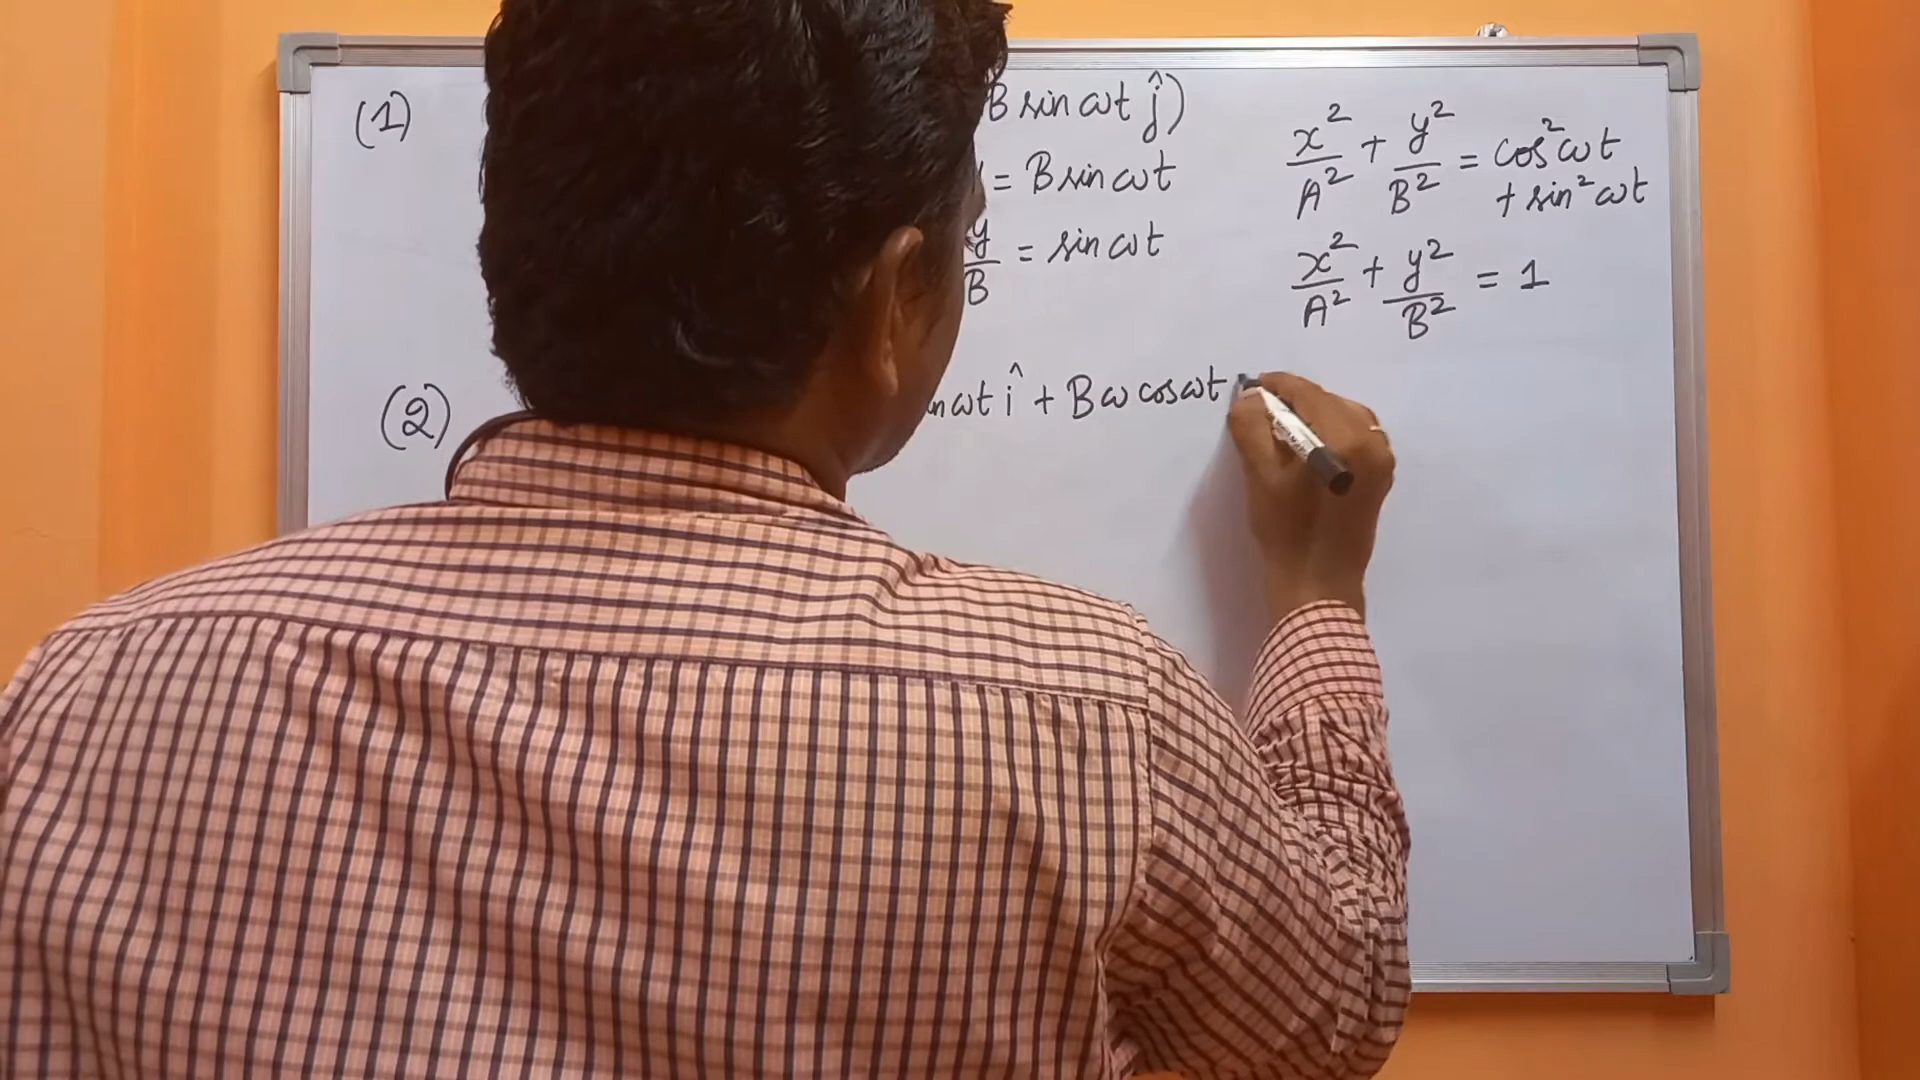 (1) B sin ωt ĵ)
= B sin ωt
y/B = sin ωt
x²/A² + y²/B² = cos²ωt
+ sin²ωt
x²/A² + y²/B² = 1
(2) ωt î + Bω cos ωt